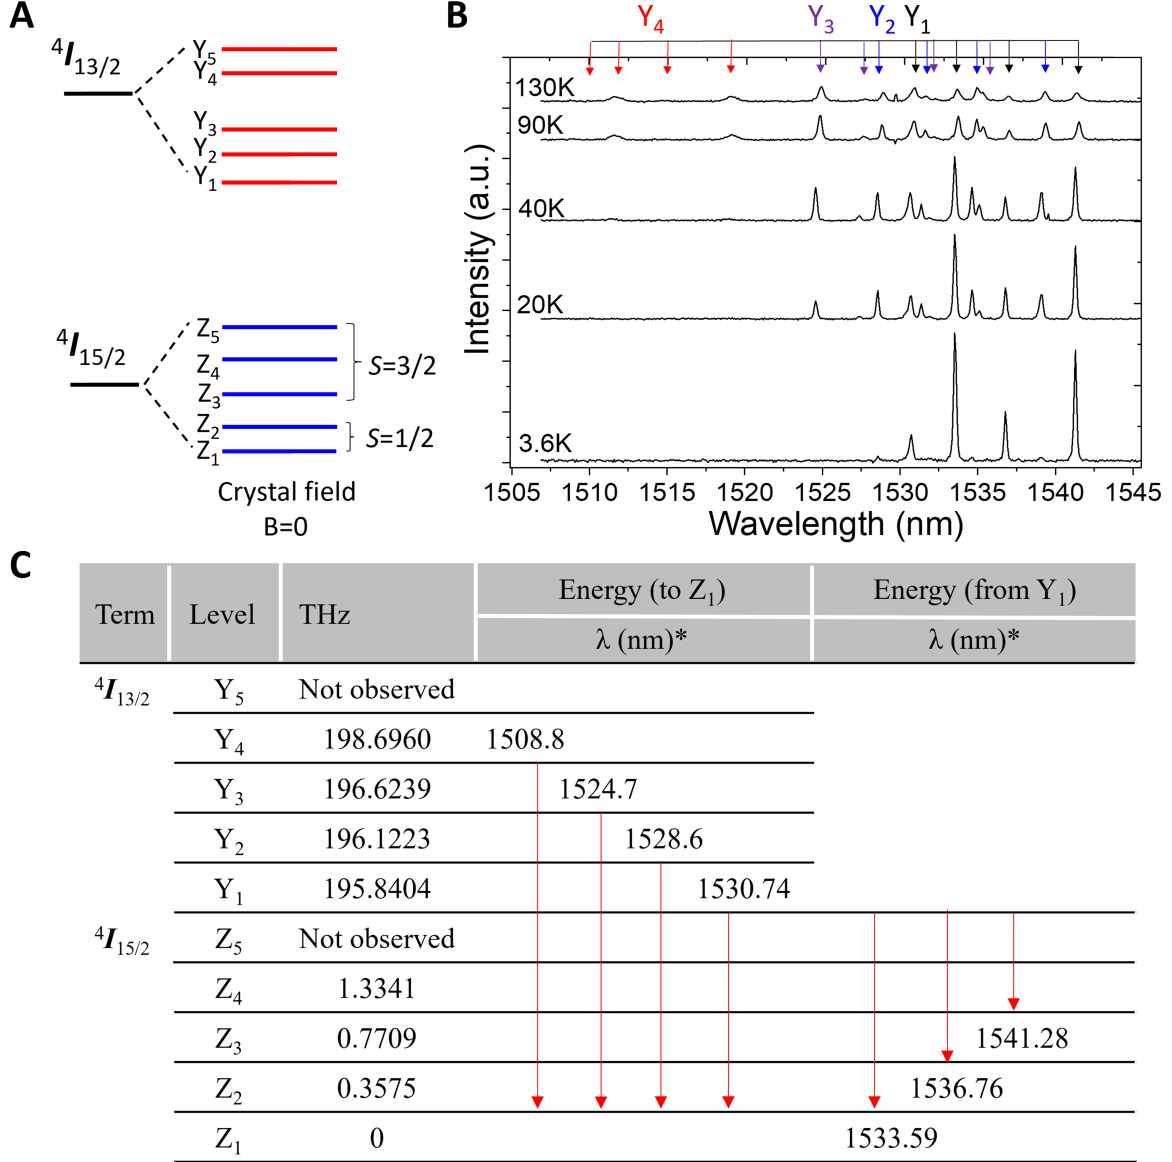 A
⁴I₁₃/₂
Y₅
Y₄
Y₃
Y₂
Y₁
⁴I₁₅/₂
Z₅
Z₄
Z₃
Z₂
Z₁
S=3/2
S=1/2
Crystal field
B=0
B
Y₄ Y₃ Y₂ Y₁
130K
90K
40K
20K
3.6K
Intensity (a.u.)
1505 1510 1515 1520 1525 1530 1535 1540 1545
Wavelength (nm)
C
Term Level THz Energy (to Z₁) Energy (from Y₁)
λ (nm)* λ (nm)*
⁴I₁₃/₂ Y₅ Not observed
Y₄ 198.6960 1508.8
Y₃ 196.6239 1524.7
Y₂ 196.1223 1528.6
Y₁ 195.8404 1530.74
⁴I₁₅/₂ Z₅ Not observed
Z₄ 1.3341
Z₃ 0.7709 1541.28
Z₂ 0.3575 1536.76
Z₁ 0 1533.59